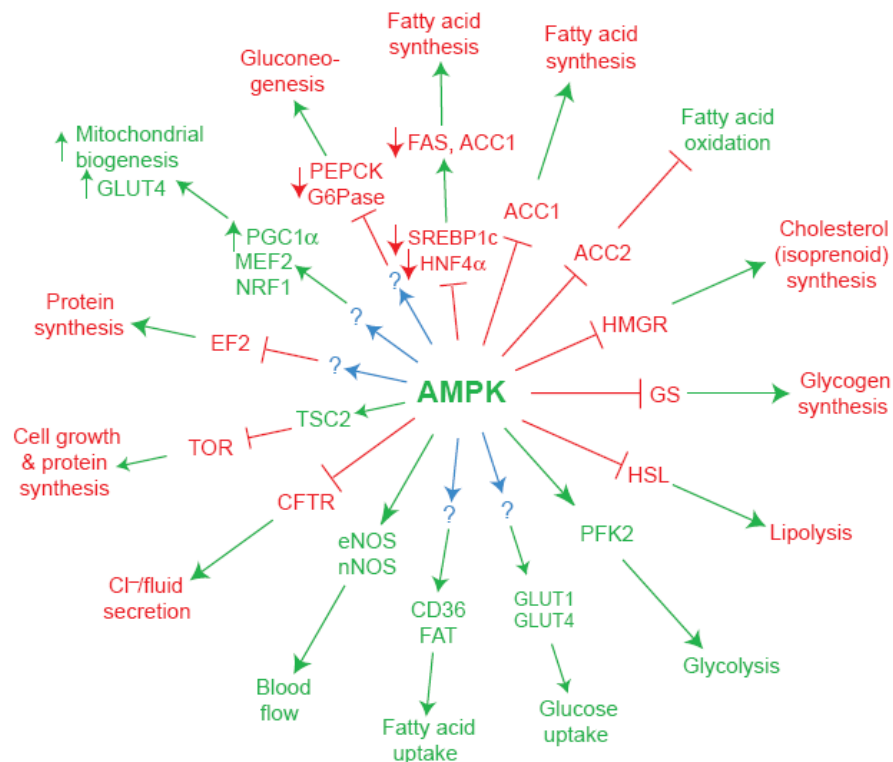 Fatty acid
synthesis
Fatty acid
synthesis
Gluconeo-
genesis
Mitochondrial
biogenesis
GLUT4
FAS, ACC1
Fatty acid
oxidation
PEPCK
G6Pase
ACC1
PGC1α
MEF2
NRF1
SREBP1c
HNF4α
ACC2
Cholesterol
(isoprenoid)
synthesis
?
?
?
HMGR
Protein
synthesis
EF2
AMPK
GS
Glycogen
synthesis
TSC2
TOR
Cell growth
& protein
synthesis
CFTR
HSL
Lipolysis
Cl–/fluid
secretion
eNOS
nNOS
?
?
PFK2
CD36
FAT
GLUT1
GLUT4
Glycolysis
Blood
flow
Fatty acid
uptake
Glucose
uptake